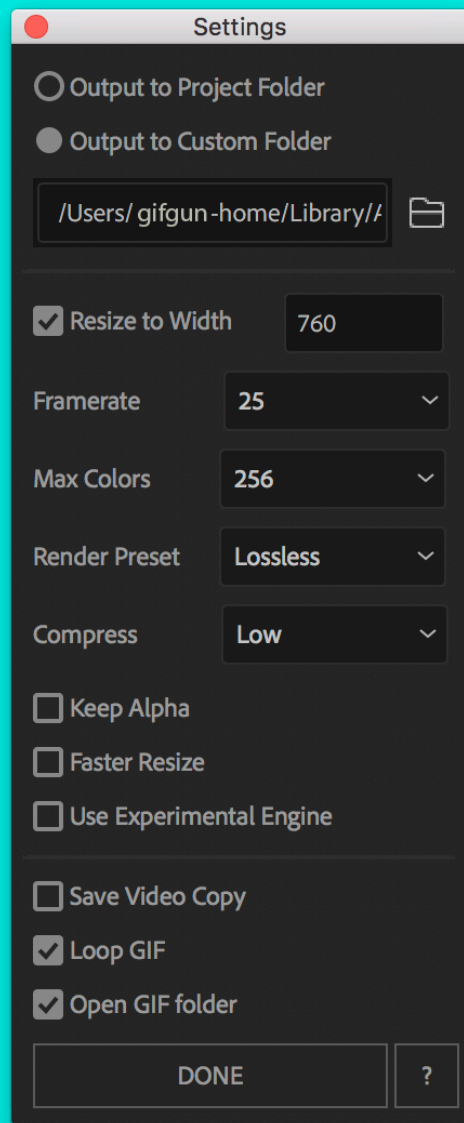 Settings
Output to Project Folder
Output to Custom Folder
/Users/ gifgun-home/Library//A
Resize to Width 760
Framerate 25
Max Colors 256
Render Preset Lossless
Compress Low
Keep Alpha
Faster Resize
Use Experimental Engine
Save Video Copy
Loop GIF
Open GIF folder
DONE ?